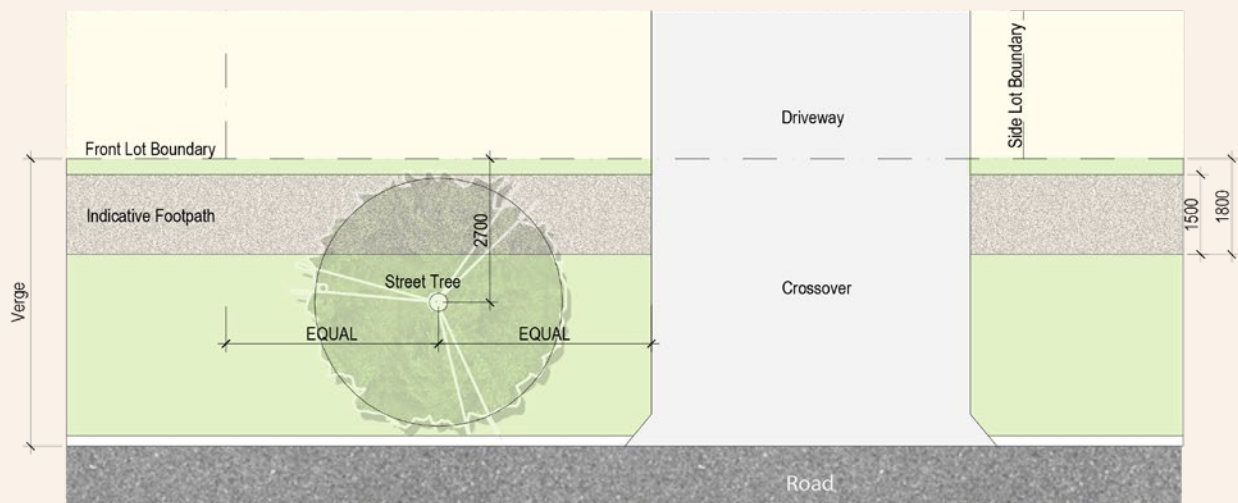 Side Lot Boundary
Driveway
Front Lot Boundary
Indicative Footpath
2700
1500
1800
Street Tree
Crossover
Verge
EQUAL
EQUAL
Road